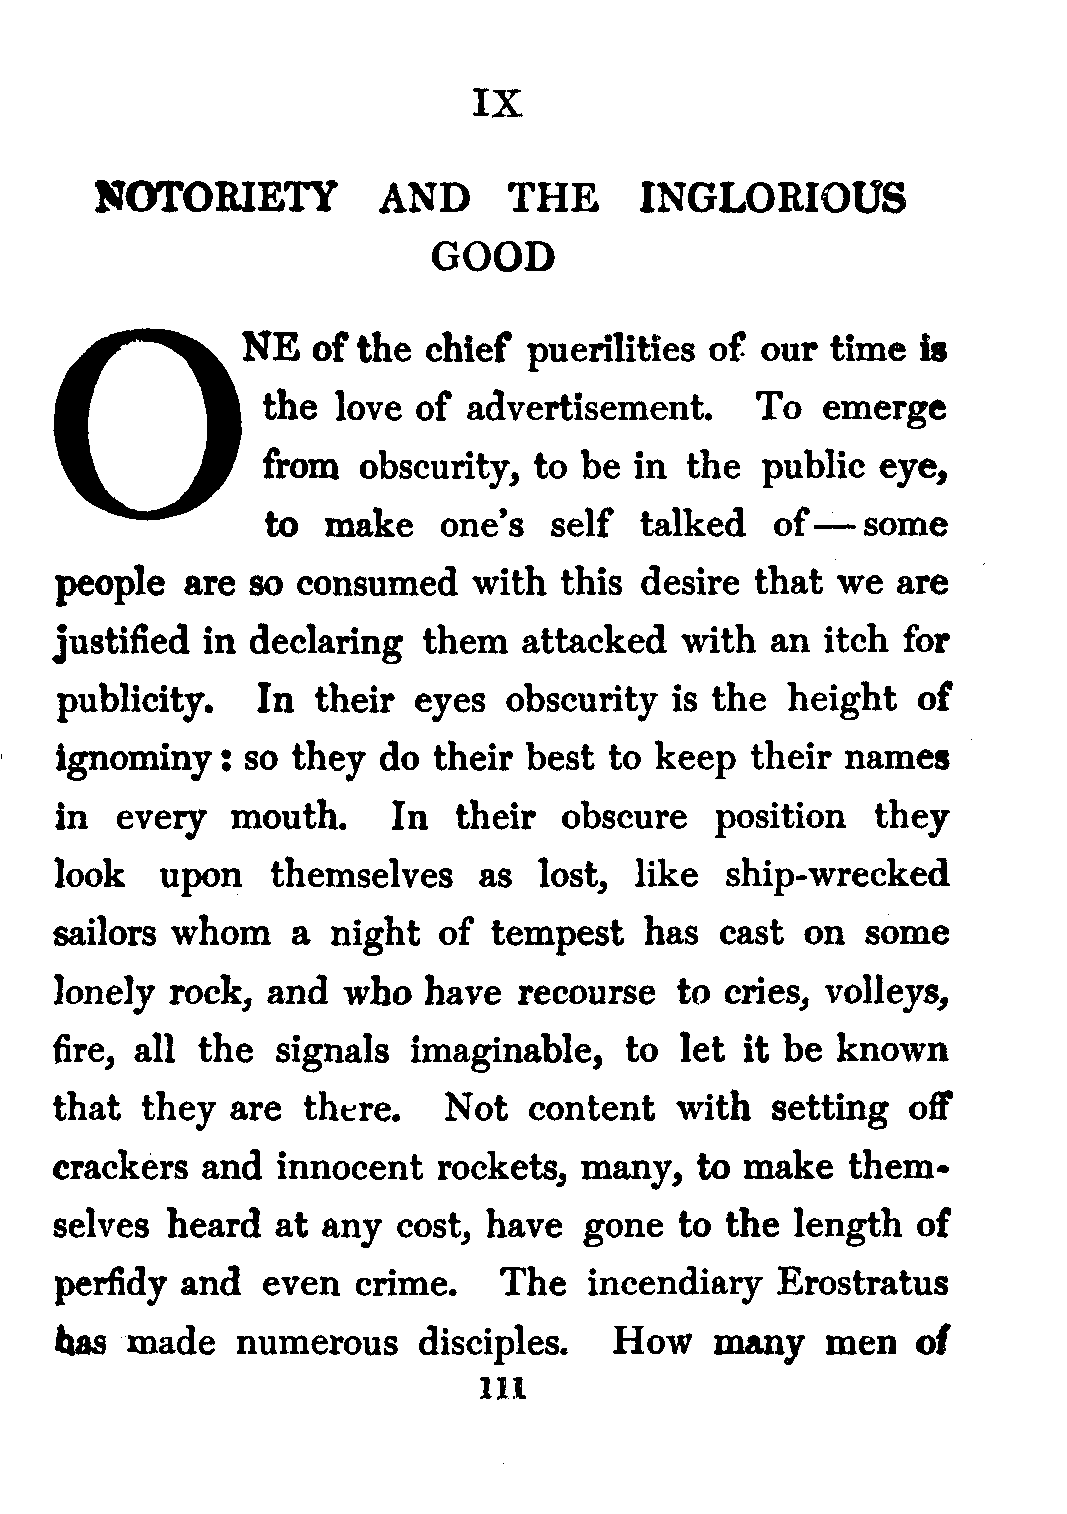 IX
NOTORIETY AND THE INGLORIOUS
GOOD
ONE of the chief puerilities of our time is
the love of advertisement. To emerge
from obscurity, to be in the public eye,
to make one's self talked of—some
people are so consumed with this desire that we are
justified in declaring them attacked with an itch for
publicity. In their eyes obscurity is the height of
ignominy: so they do their best to keep their names
in every mouth. In their obscure position they
look upon themselves as lost, like ship-wrecked
sailors whom a night of tempest has cast on some
lonely rock, and who have recourse to cries, volleys,
fire, all the signals imaginable, to let it be known
that they are there. Not content with setting off
crackers and innocent rockets, many, to make them-
selves heard at any cost, have gone to the length of
perfidy and even crime. The incendiary Erostratus
has made numerous disciples. How many men of
111